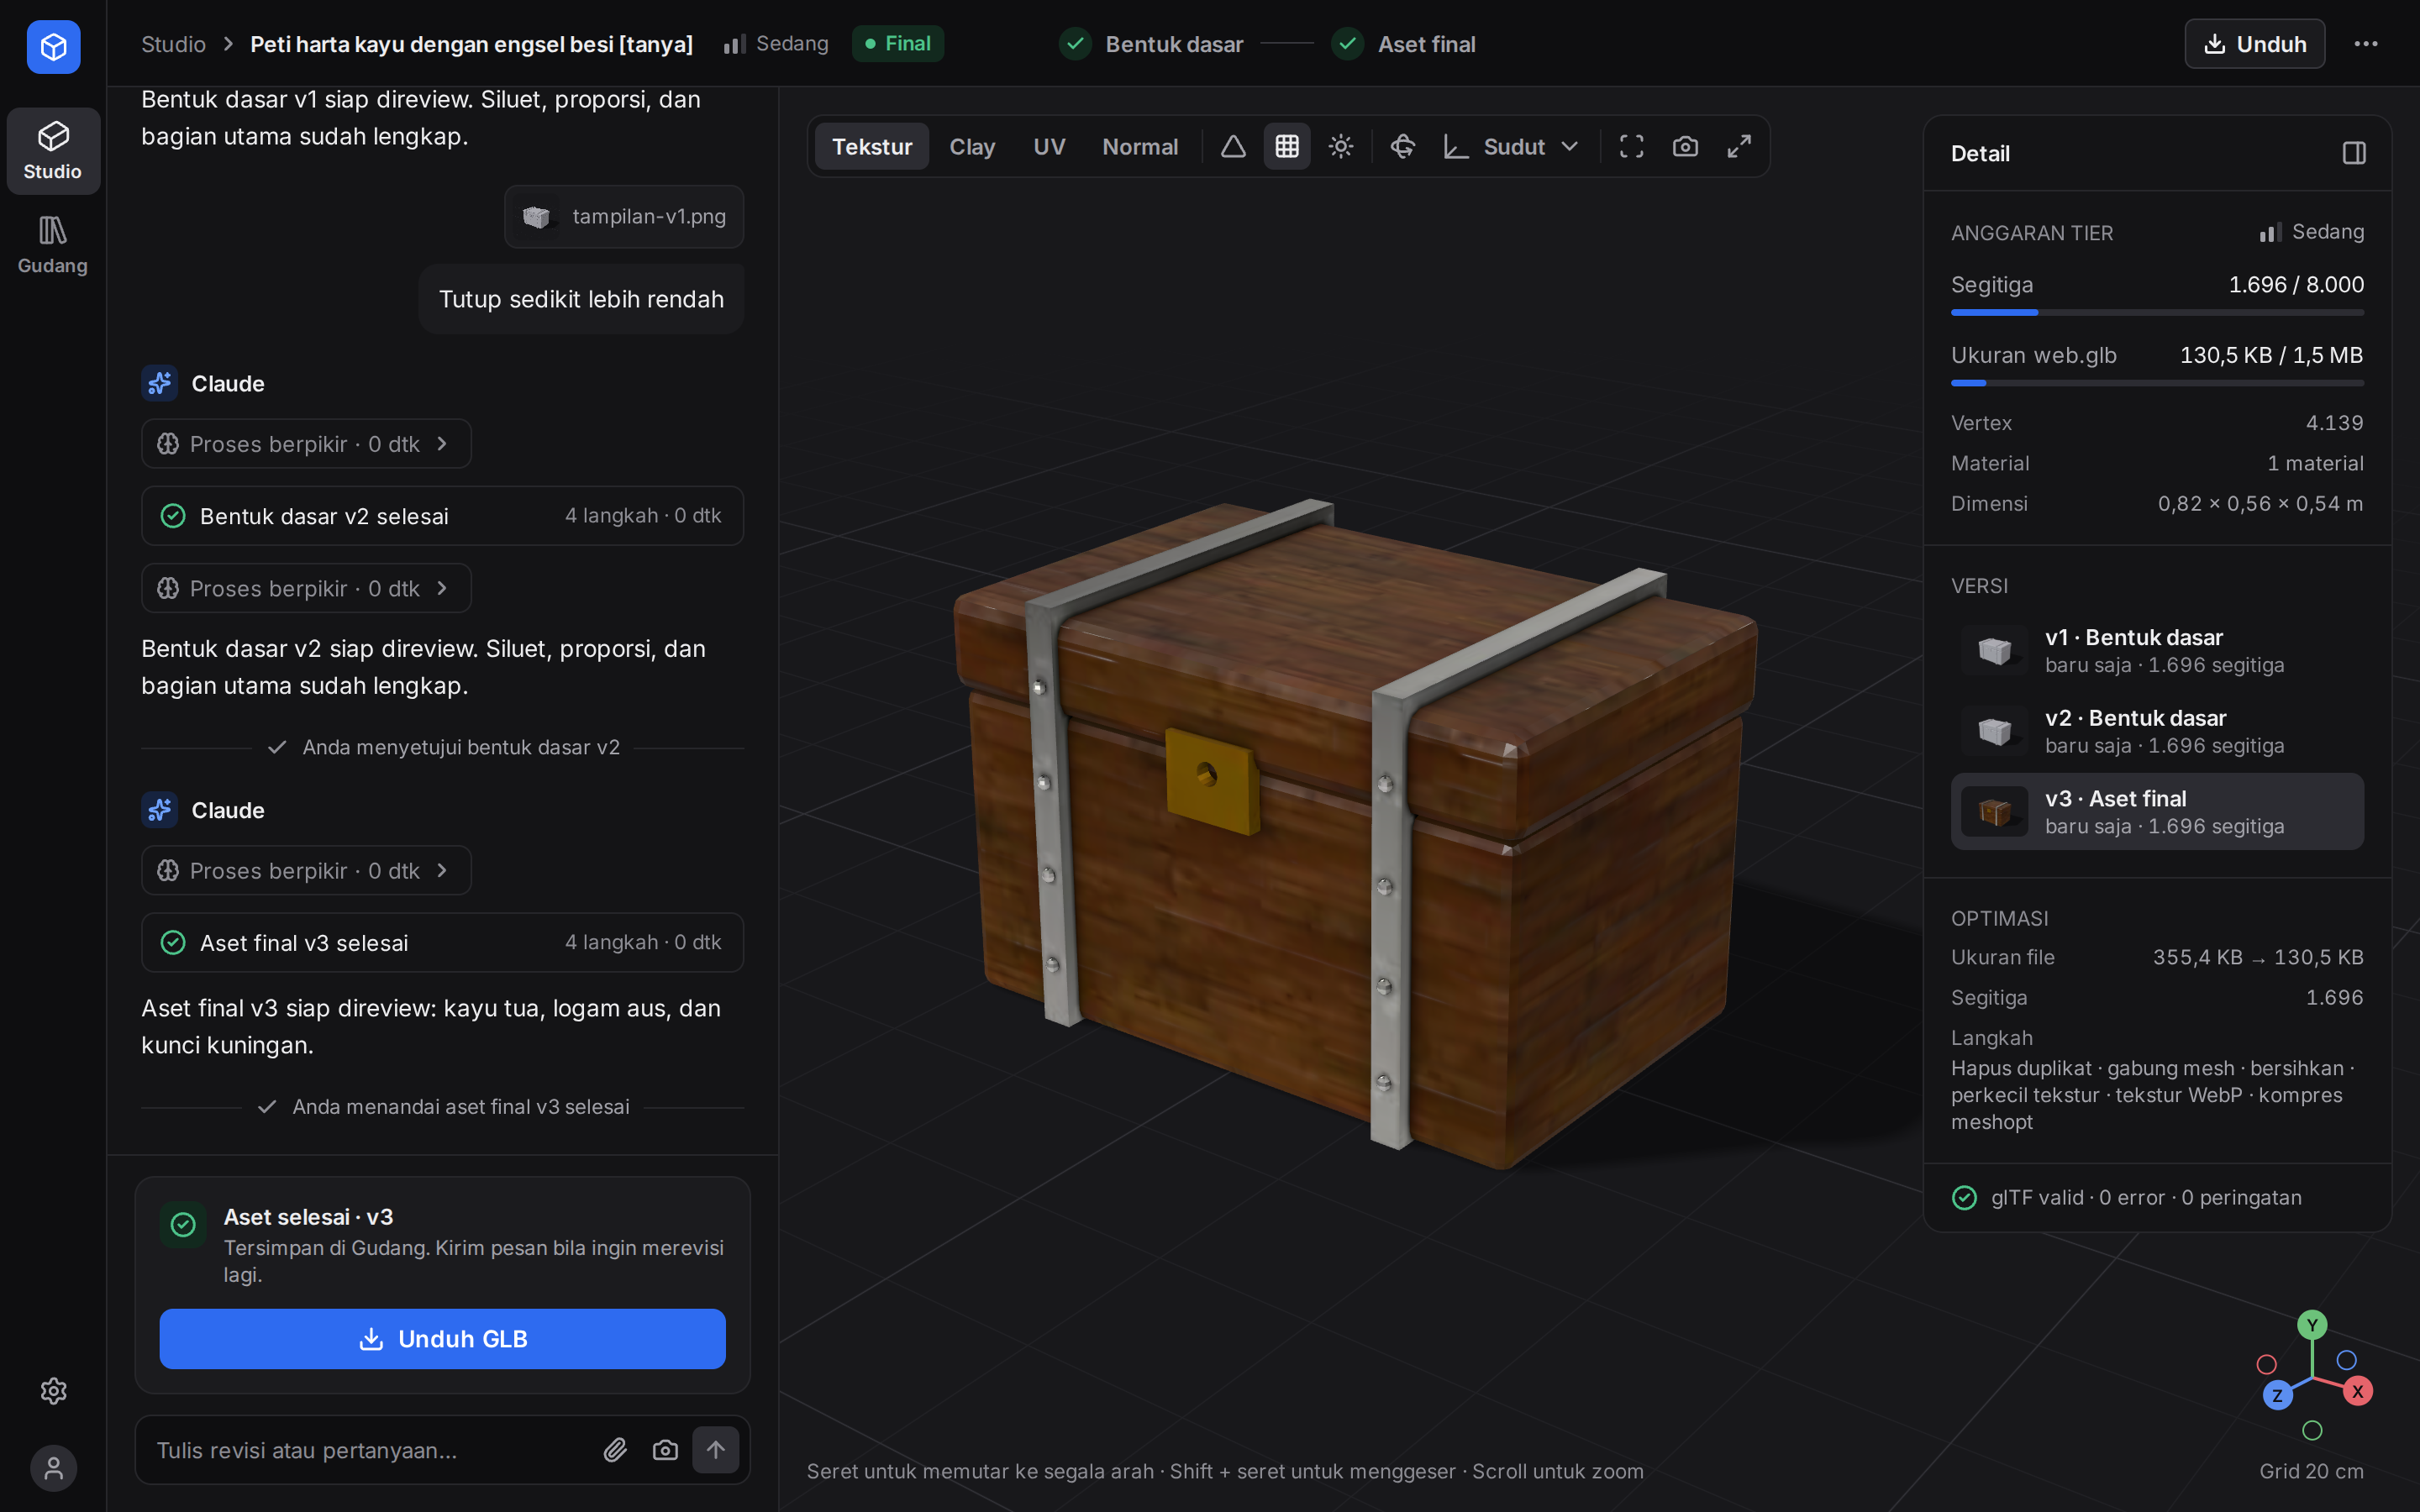 Studio
Peti harta kayu dengan engsel besi [tanya]
Sedang
Final
Bentuk dasar
Aset final
Unduh
Studio
Gudang
Bentuk dasar v1 siap direview. Siluet, proporsi, dan
bagian utama sudah lengkap.
tampilan-v1.png
Tutup sedikit lebih rendah
Claude
Proses berpikir · 0 dtk
Bentuk dasar v2 selesai
4 langkah · 0 dtk
Proses berpikir · 0 dtk
Bentuk dasar v2 siap direview. Siluet, proporsi, dan
bagian utama sudah lengkap.
Anda menyetujui bentuk dasar v2
Claude
Proses berpikir · 0 dtk
Aset final v3 selesai
4 langkah · 0 dtk
Aset final v3 siap direview: kayu tua, logam aus, dan
kunci kuningan.
Anda menandai aset final v3 selesai
Aset selesai · v3
Tersimpan di Gudang. Kirim pesan bila ingin merevisi
lagi.
Unduh GLB
Tulis revisi atau pertanyaan...
Tekstur
Clay
UV
Normal
Sudut
Seret untuk memutar ke segala arah · Shift + seret untuk menggeser · Scroll untuk zoom
Detail
ANGGARAN TIER
Sedang
Segitiga
1.696 / 8.000
Ukuran web.glb
130,5 KB / 1,5 MB
Vertex
4.139
Material
1 material
Dimensi
0,82 × 0,56 × 0,54 m
VERSI
v1 · Bentuk dasar
baru saja · 1.696 segitiga
v2 · Bentuk dasar
baru saja · 1.696 segitiga
v3 · Aset final
baru saja · 1.696 segitiga
OPTIMASI
Ukuran file
355,4 KB → 130,5 KB
Segitiga
1.696
Langkah
Hapus duplikat · gabung mesh · bersihkan ·
perkecil tekstur · tekstur WebP · kompres
meshopt
glTF valid · 0 error · 0 peringatan
Y
Z
X
Grid 20 cm